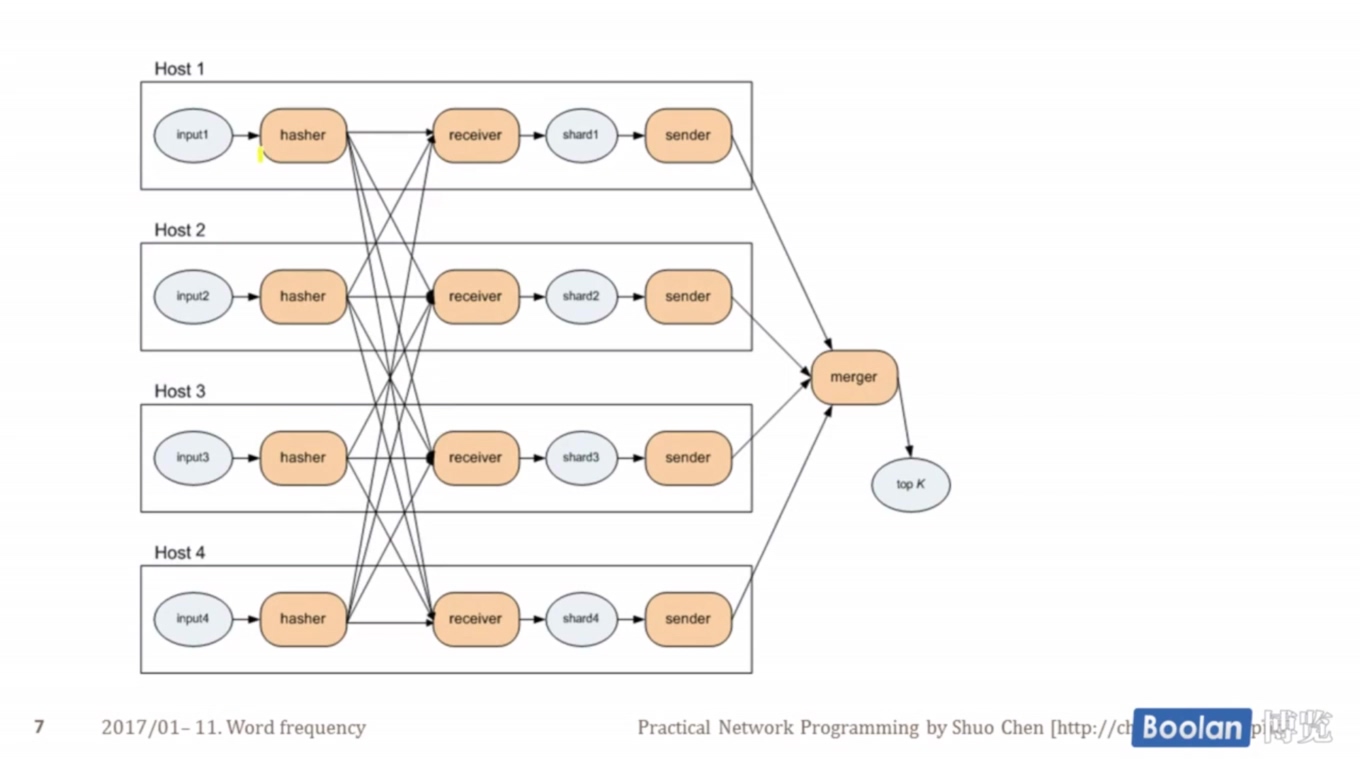 Host 1
input1 hasher receiver shard1 sender
Host 2
input2 hasher receiver shard2 sender
merger
Host 3
input3 hasher receiver shard3 sender
top K
Host 4
input4 hasher receiver shard4 sender
7 2017/01– 11. Word frequency Practical Network Programming by Shuo Chen [http://ch
Boolan 博览